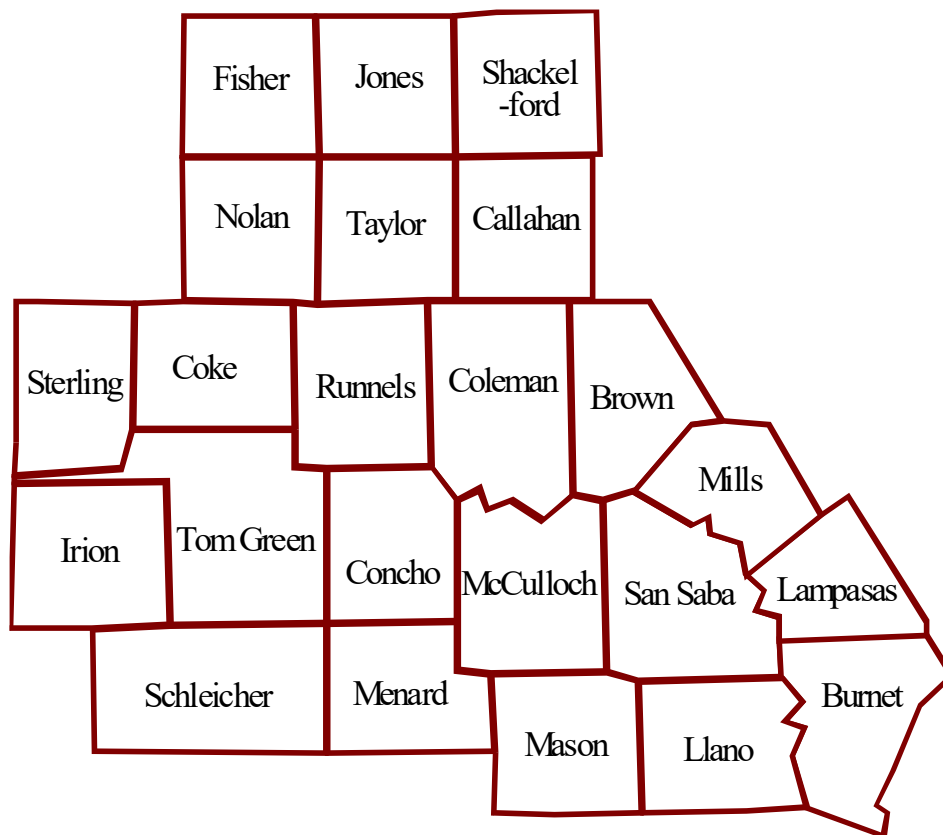 Fisher
Jones
Shackel
-ford
Nolan
Taylor
Callahan
Sterling
Coke
Runnels
Coleman
Brown
Mills
Irion
Tom Green
Concho
McCulloch
San Saba
Lampasas
Schleicher
Menard
Mason
Llano
Burnet